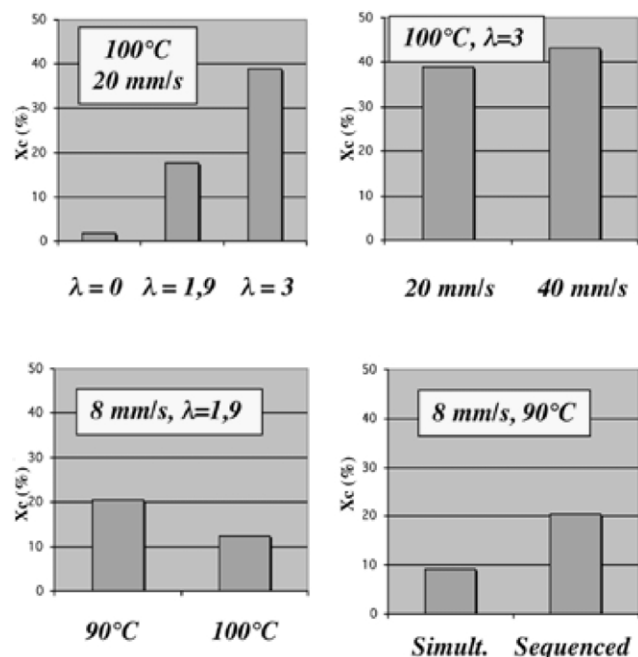 50
40
30
20
10
0
Xc (%)
100°C
20 mm/s
λ = 0 λ = 1,9 λ = 3
50
40
30
20
10
0
Xc (%)
100°C, λ=3
20 mm/s 40 mm/s
50
40
30
20
10
0
Xc (%)
8 mm/s, λ=1,9
90°C 100°C
50
40
30
20
10
0
Xc (%)
8 mm/s, 90°C
Simult. Sequenced